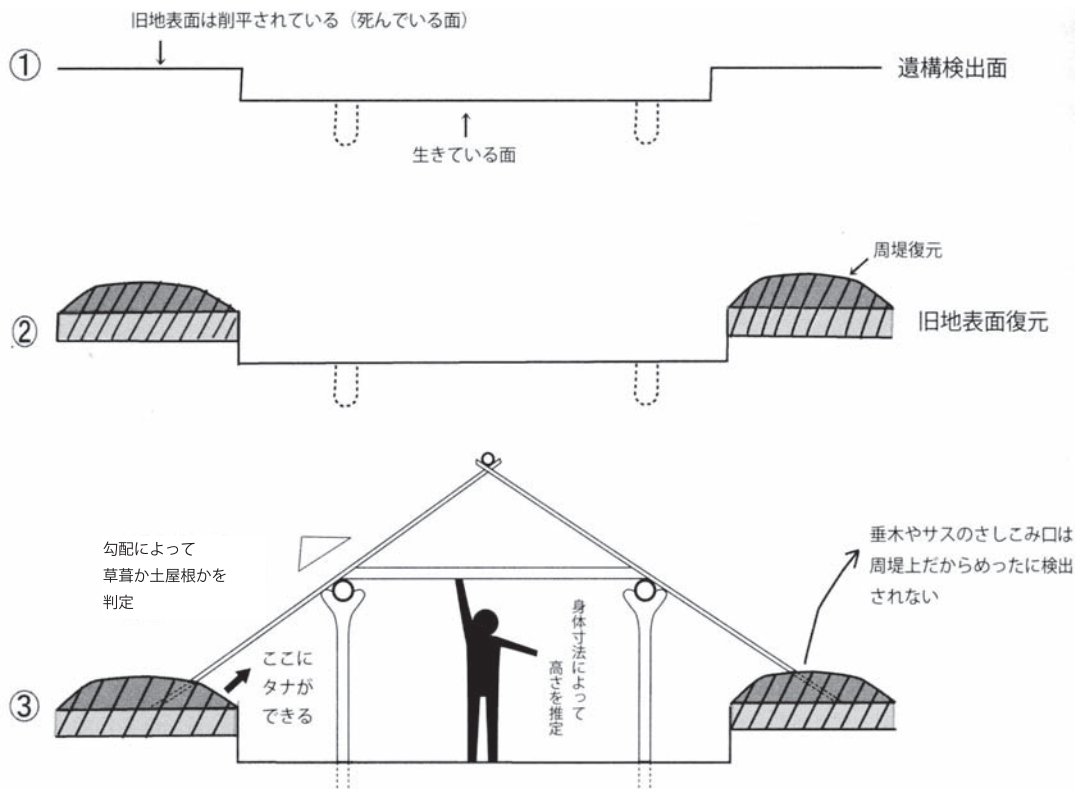 旧地表面は削平されている（死んでいる面）
①
遺構検出面
生きている面
周堤復元
②
旧地表面復元
勾配によって
草葺か土屋根かを
判定
垂木やサスのさしこみ口は
周堤上だからめったに検出
されない
身体寸法によって
高さを推定
ここに
タナが
できる
③